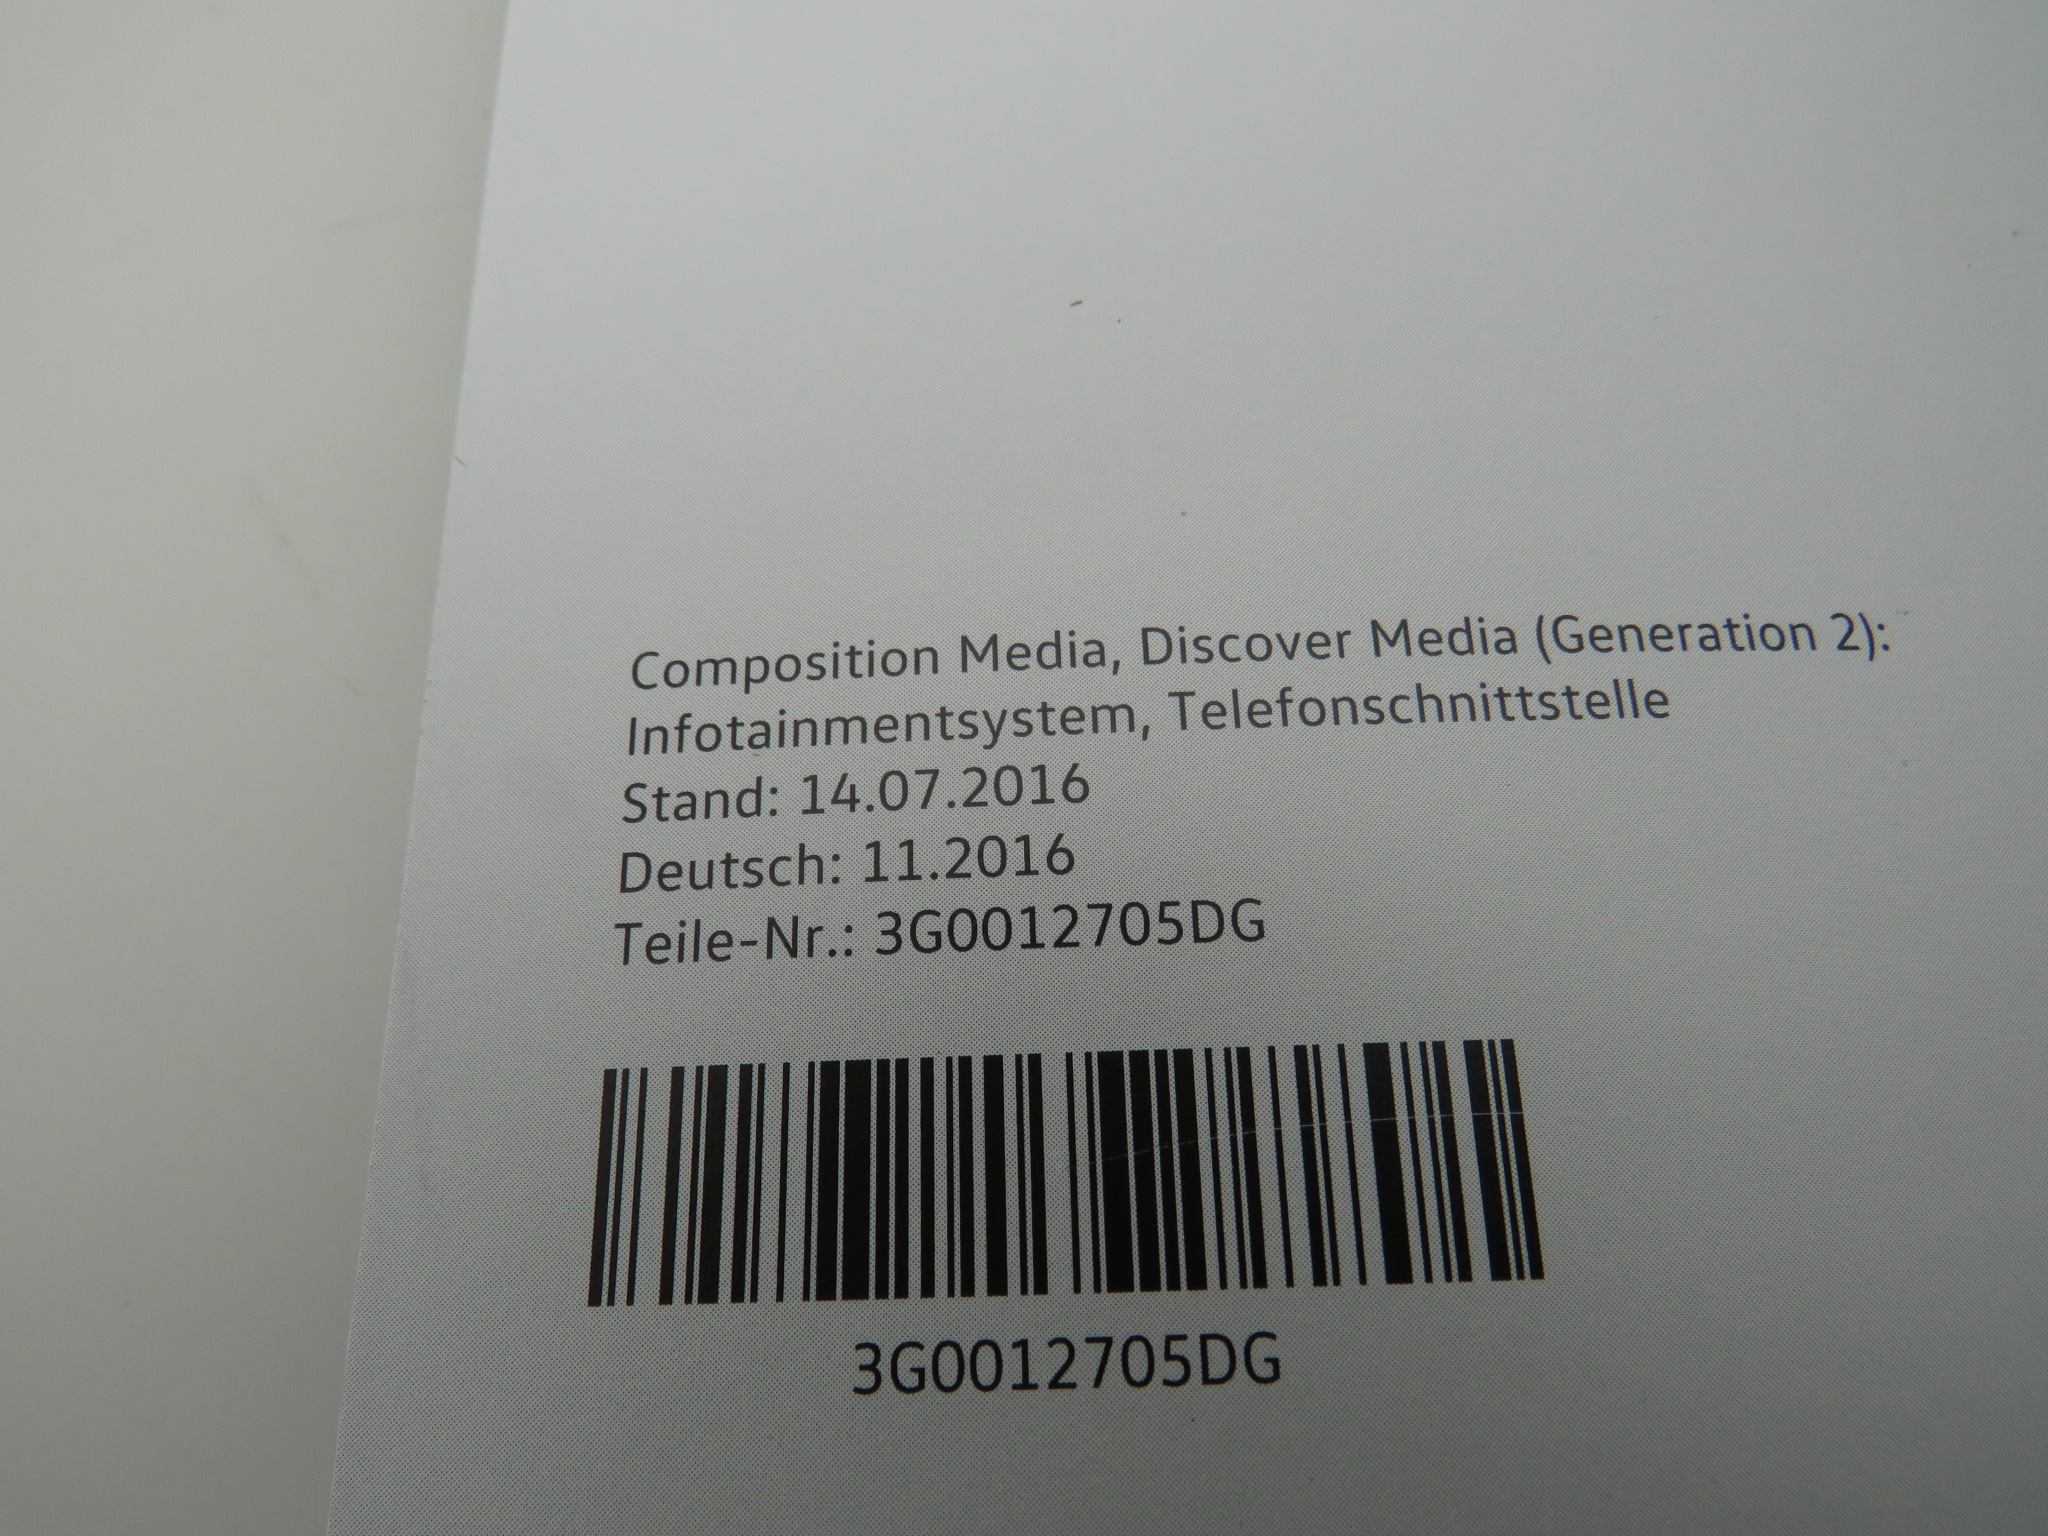 Composition Media, Discover Media (Generation 2):
Infotainmentsystem, Telefonschnittstelle
Stand: 14.07.2016
Deutsch: 11.2016
Teile-Nr.: 3G0012705DG
3G0012705DG